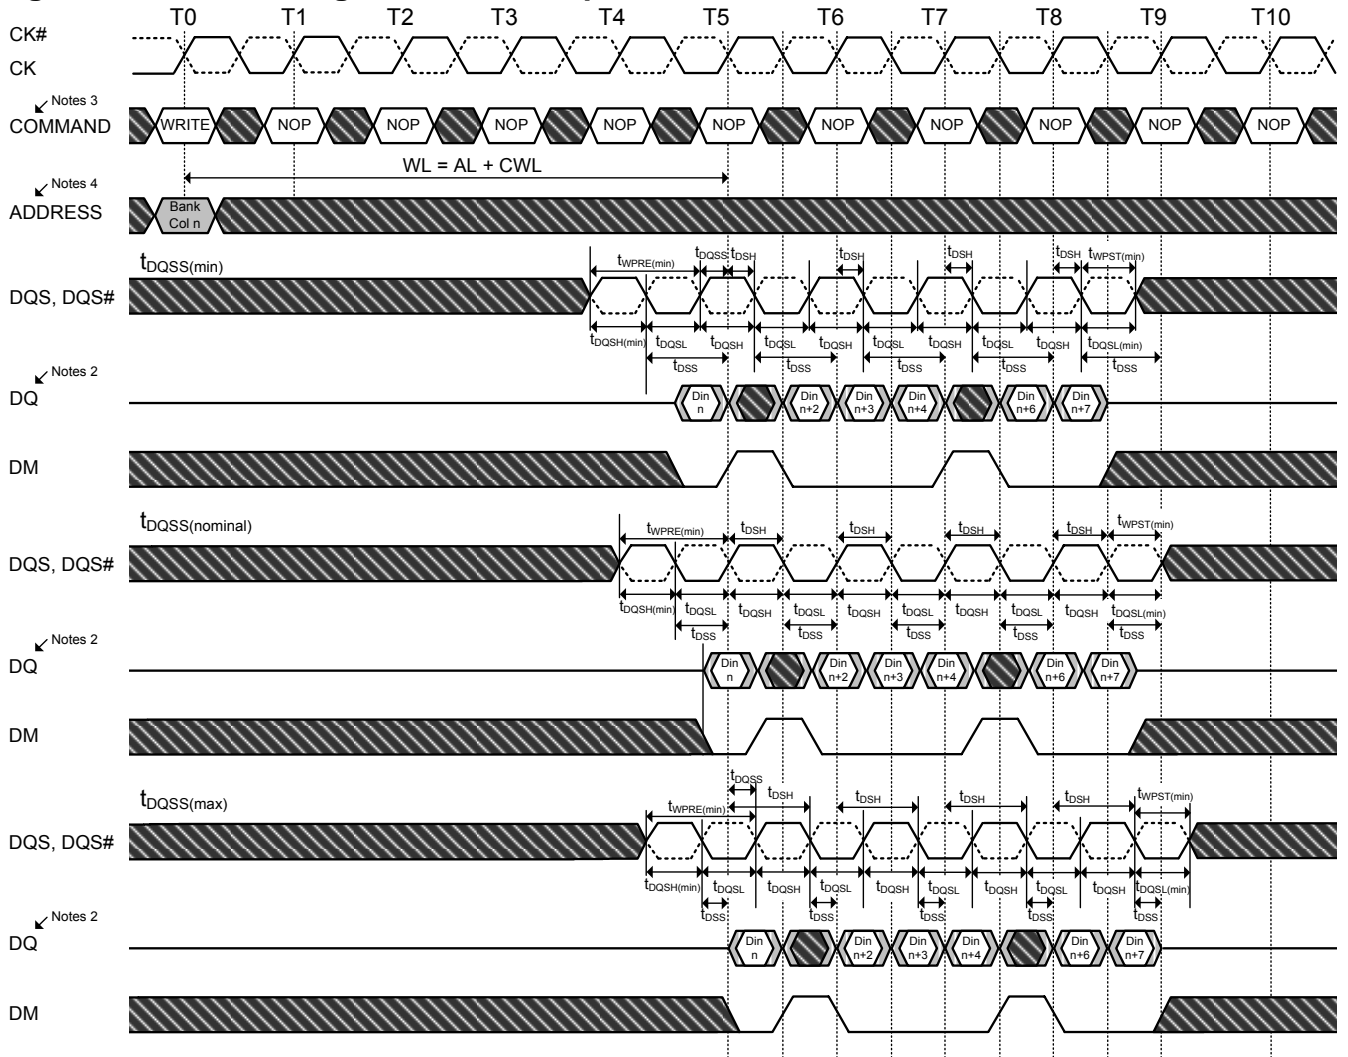 T0 T1 T2 T3 T4 T5 T6 T7 T8 T9 T10
CK#
CK
Notes 3
COMMAND WRITE NOP NOP NOP NOP NOP NOP NOP NOP NOP NOP
WL = AL + CWL
Notes 4
ADDRESS Bank Col n
tDQSS(min) tWPRE(min) tDQSS tDSH tDSH tDSH tDSH tWPST(min)
DQS, DQS#
tDQSH(min) tDQSL tDQSH tDQSL tDQSH tDQSL tDQSH tDQSL tDQSH tDQSL(min)
tDSS tDSS tDSS tDSS tDSS
Notes 2
DQ Din n Din n+2 Din n+3 Din n+4 Din n+6 Din n+7
DM
tDQSS(nominal) tWPRE(min) tDSH tDSH tDSH tDSH tWPST(min)
DQS, DQS#
tDQSH(min) tDQSL tDQSH tDQSL tDQSH tDQSL tDQSH tDQSL tDQSH tDQSL(min)
tDSS tDSS tDSS tDSS tDSS
Notes 2
DQ Din n Din n+2 Din n+3 Din n+4 Din n+6 Din n+7
DM
tDQSS
tDQSS(max) tWPRE(min) tDSH tDSH tDSH tDSH tWPST(min)
DQS, DQS#
tDQSH(min) tDQSL tDQSH tDQSL tDQSH tDQSL tDQSH tDQSL tDQSH tDQSL(min)
tDSS tDSS tDSS tDSS tDSS
Notes 2
DQ Din n Din n+2 Din n+3 Din n+4 Din n+6 Din n+7
DM